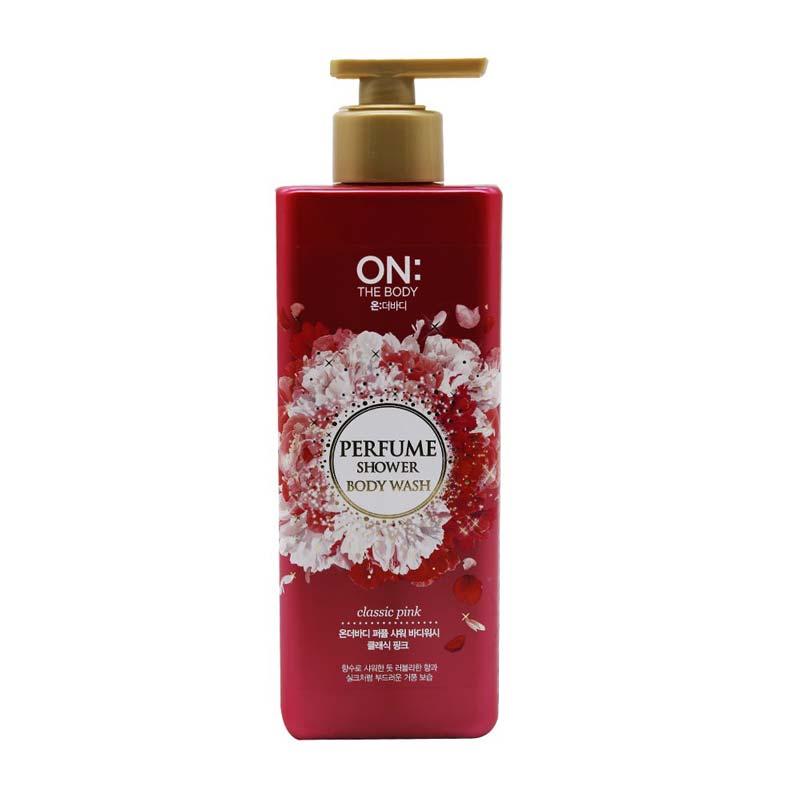 ON:
THE BODY
온:더바디
PERFUME
SHOWER
BODY WASH
classic pink
온더바디 퍼퓸 샤워 바디워시
클래식 핑크
향수로 샤워한 듯 러블리한 향과
실크처럼 부드러운 거품 보습